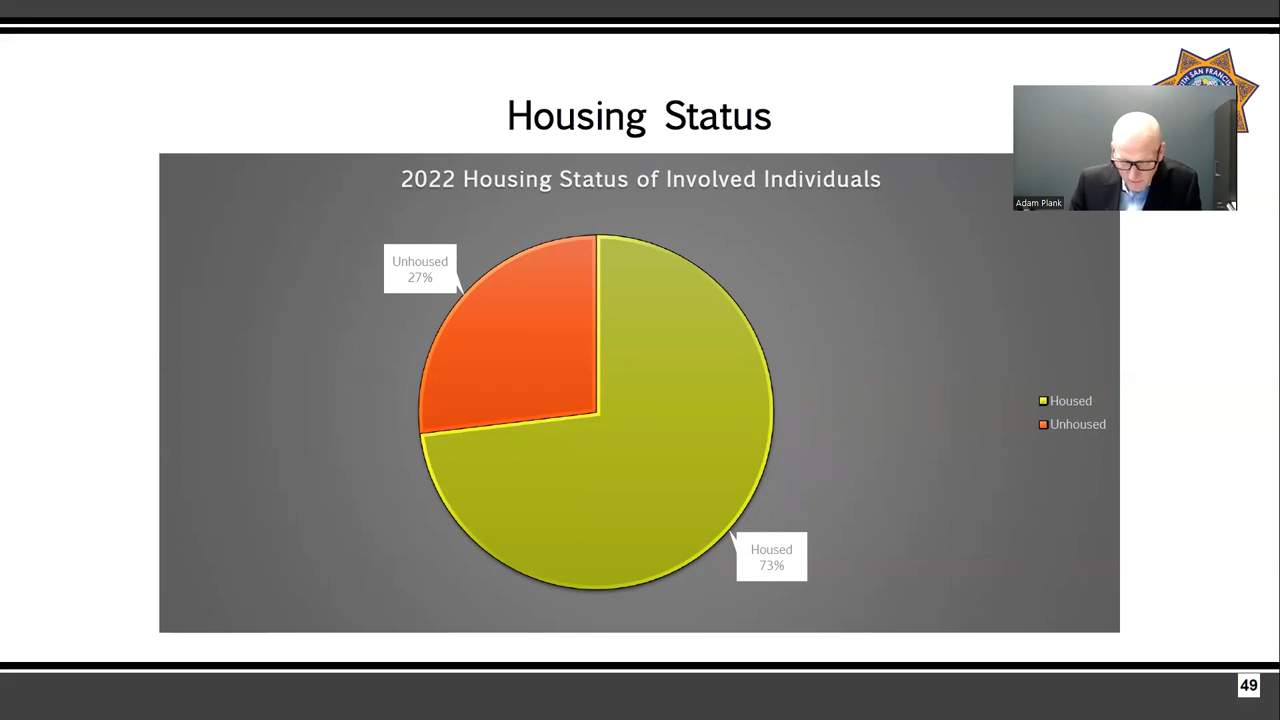 Housing Status
2022 Housing Status of Involved Individuals
Unhoused
27%
Housed
73%
Housed
Unhoused
Adam Plank
49